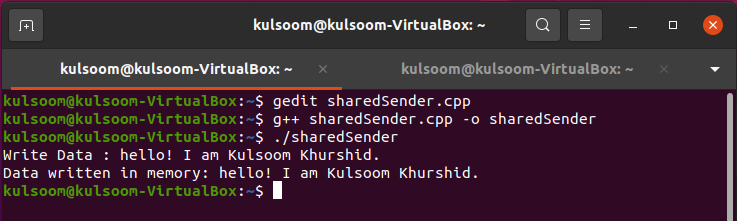 kulsoom@kulsoom-VirtualBox: ~
kulsoom@kulsoom-VirtualBox: ~ × kulsoom@kulsoom-VirtualBox: ~ ×
kulsoom@kulsoom-VirtualBox:~$ gedit sharedSender.cpp
kulsoom@kulsoom-VirtualBox:~$ g++ sharedSender.cpp -o sharedSender
kulsoom@kulsoom-VirtualBox:~$ ./sharedSender
Write Data : hello! I am Kulsoom Khurshid.
Data written in memory: hello! I am Kulsoom Khurshid.
kulsoom@kulsoom-VirtualBox:~$